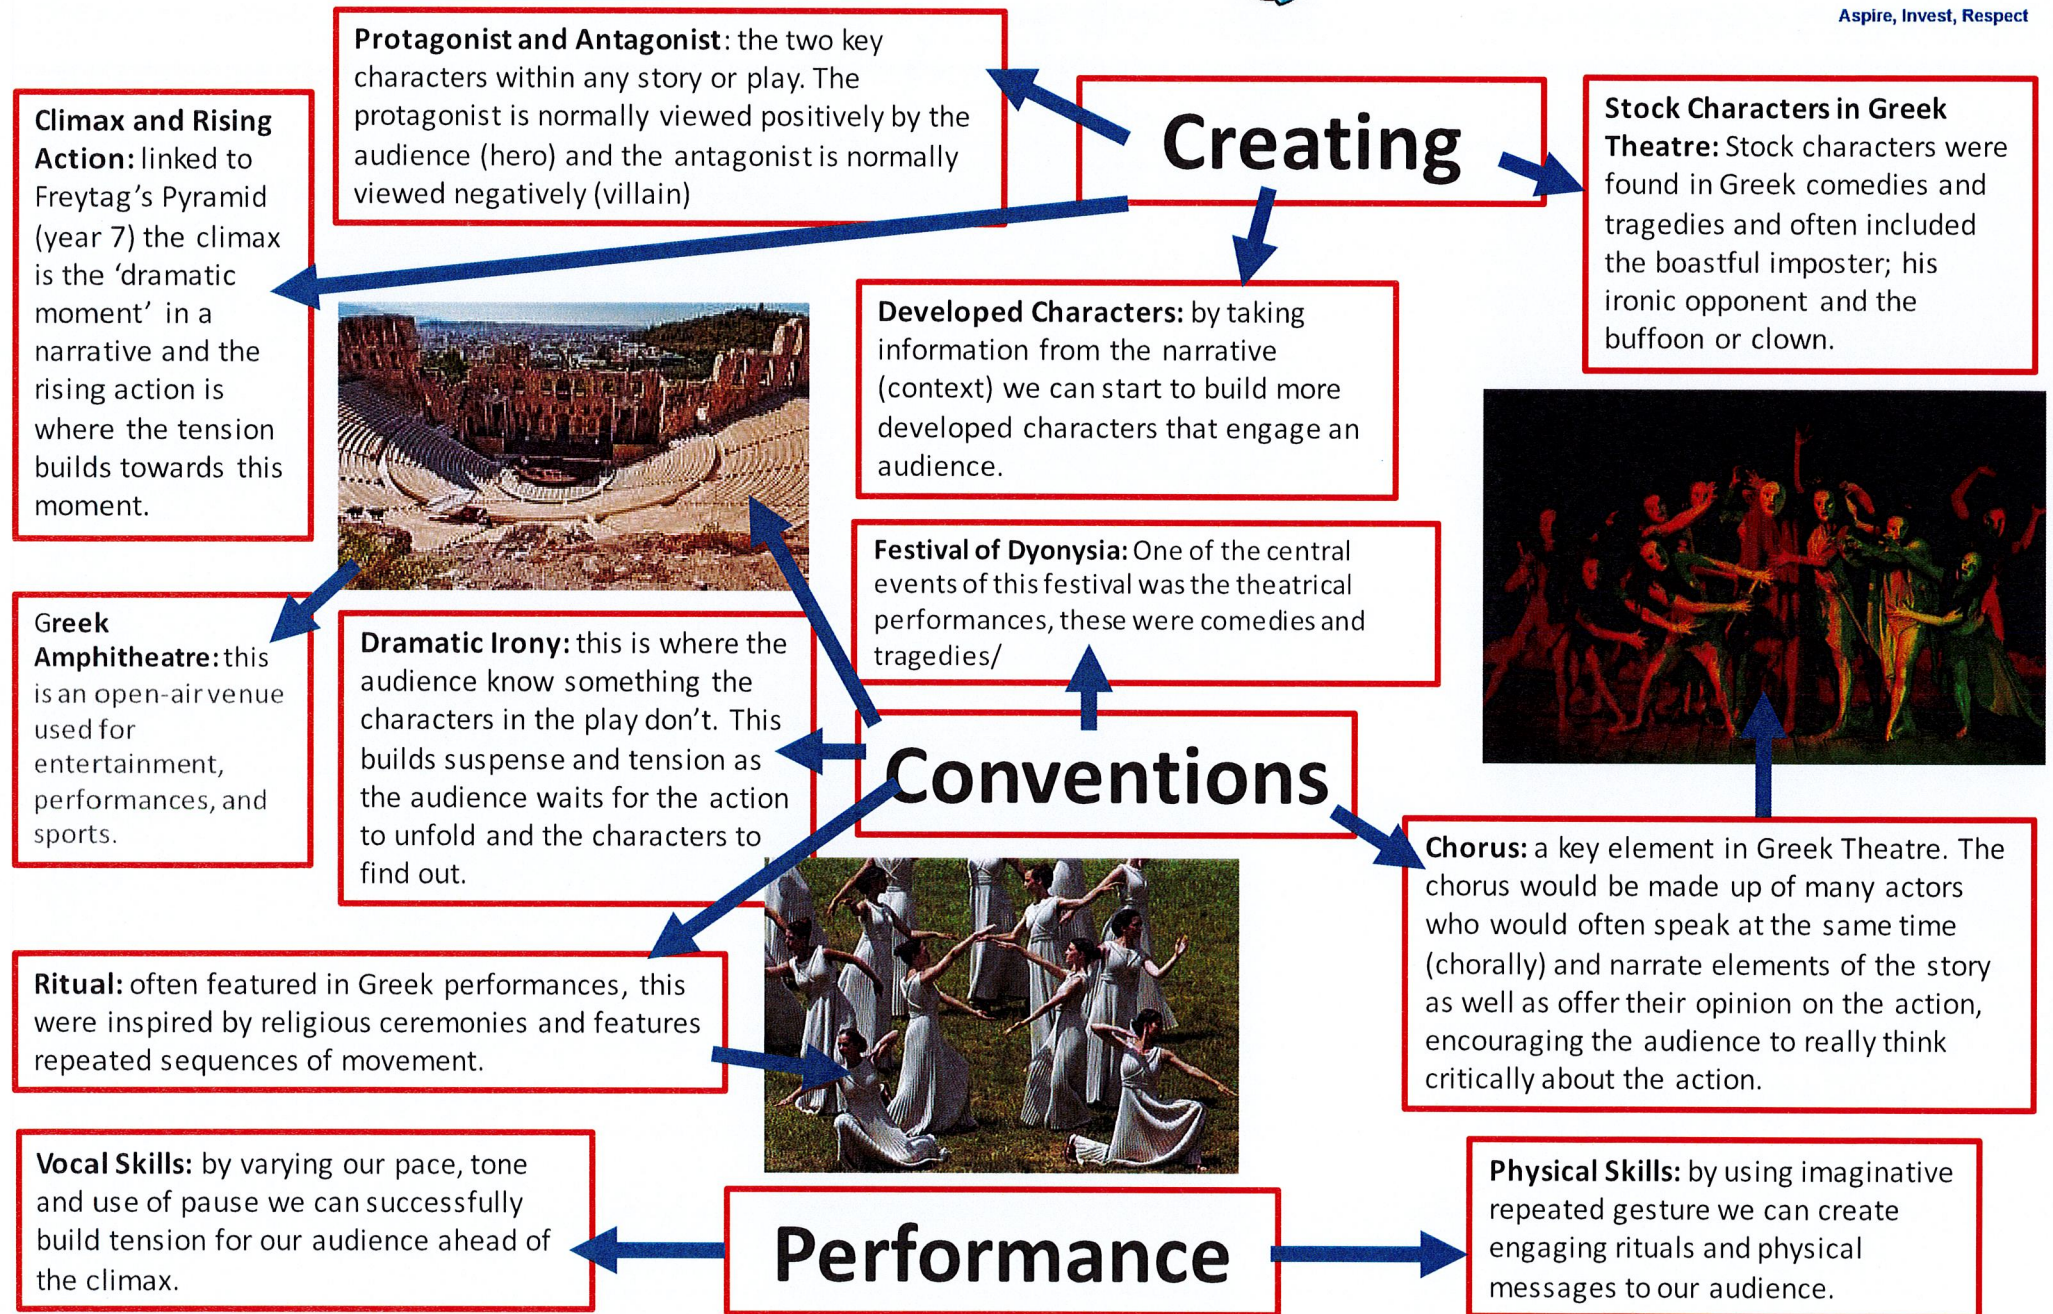 Aspire, Invest, Respect
Protagonist and Antagonist: the two key
characters within any story or play. The
protagonist is normally viewed positively by the
audience (hero) and the antagonist is normally
viewed negatively (villain)
Creating
Stock Characters in Greek
Theatre: Stock characters were
found in Greek comedies and
tragedies and often included
the boastful imposter; his
ironic opponent and the
buffoon or clown.
Climax and Rising
Action: linked to
Freytag's Pyramid
(year 7) the climax
is the 'dramatic
moment' in a
narrative and the
rising action is
where the tension
builds towards this
moment.
Developed Characters: by taking
information from the narrative
(context) we can start to build more
developed characters that engage an
audience.
Festival of Dyonysia: One of the central
events of this festival was the theatrical
performances, these were comedies and
tragedies/
Greek
Amphitheatre: this
is an open-air venue
used for
entertainment,
performances, and
sports.
Dramatic Irony: this is where the
audience know something the
characters in the play don't. This
builds suspense and tension as
the audience waits for the action
to unfold and the characters to
find out.
Conventions
Chorus: a key element in Greek Theatre. The
chorus would be made up of many actors
who would often speak at the same time
(chorally) and narrate elements of the story
as well as offer their opinion on the action,
encouraging the audience to really think
critically about the action.
Ritual: often featured in Greek performances, this
were inspired by religious ceremonies and features
repeated sequences of movement.
Vocal Skills: by varying our pace, tone
and use of pause we can successfully
build tension for our audience ahead of
the climax.
Performance
Physical Skills: by using imaginative
repeated gesture we can create
engaging rituals and physical
messages to our audience.